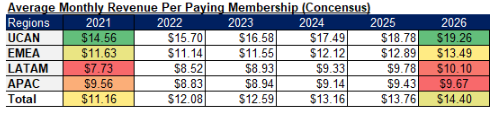 Average Monthly Revenue Per Paying Membership (Concensus)
Regions 2021 2022 2023 2024 2025 2026
UCAN $14.56 $15.70 $16.58 $17.49 $18.78 $19.26
EMEA $11.63 $11.14 $11.55 $12.12 $12.89 $13.49
LATAM $7.73 $8.52 $8.93 $9.33 $9.78 $10.10
APAC $9.56 $8.83 $8.94 $9.14 $9.43 $9.67
Total $11.16 $12.08 $12.59 $13.16 $13.76 $14.40